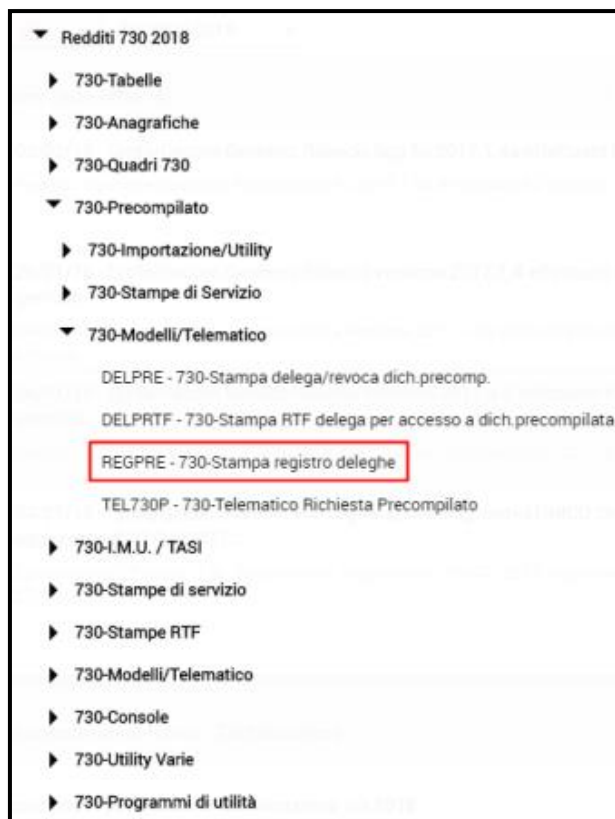 Redditi 730 2018
730-Tabelle
730-Anagrafiche
730-Quadri 730
730-Precompilato
730-Importazione/Utility
730-Stampe di Servizio
730-Modelli/Telematico
DELPRE - 730-Stampa delega/revoca dich.precomp.
DELPRTF - 730-Stampa RTF delega per accesso a dich.precompilata
REGPRE - 730-Stampa registro deleghe
TEL730P - 730-Telematico Richiesta Precompilato
730-I.M.U. / TASI
730-Stampe di servizio
730-Stampe RTF
730-Modelli/Telematico
730-Console
730-Utility Varie
730-Programmi di utilità